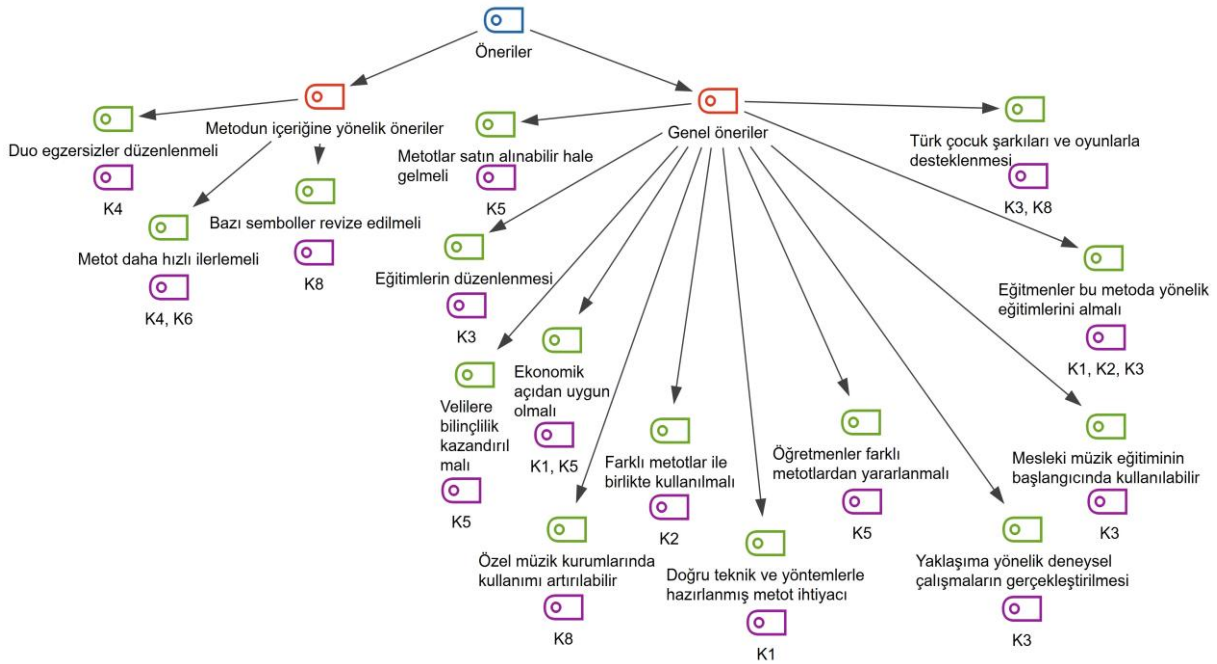 Öneriler
Metodun içeriğine yönelik öneriler
Duo egzersizler düzenlenmeli
K4
Metot daha hızlı ilerlemeli
K4, K6
Bazı semboller revize edilmeli
K8
Genel öneriler
Metotlar satın alınabilir hale
gelmeli
K5
Eğitimlerin düzenlenmesi
K3
Velilere
bilinçlilik
kazandırıl
malı
K5
Ekonomik
açıdan uygun
olmalı
K1, K5
Özel müzik kurumlarında
kullanımı artırılabilir
K8
Farklı metotlar ile
birlikte kullanılmalı
K2
Doğru teknik ve yöntemlerle
hazırlanmış metot ihtiyacı
K1
Öğretmenler farklı
metotlardan yararlanmalı
K5
Yaklaşıma yönelik deneysel
çalışmaların gerçekleştirilmesi
K3
Mesleki müzik eğitiminin
başlangıcında kullanılabilir
K3
Eğitmenler bu metoda yönelik
eğitimlerini almalı
K1, K2, K3
Türk çocuk şarkıları ve oyunlarla
desteklenmesi
K3, K8